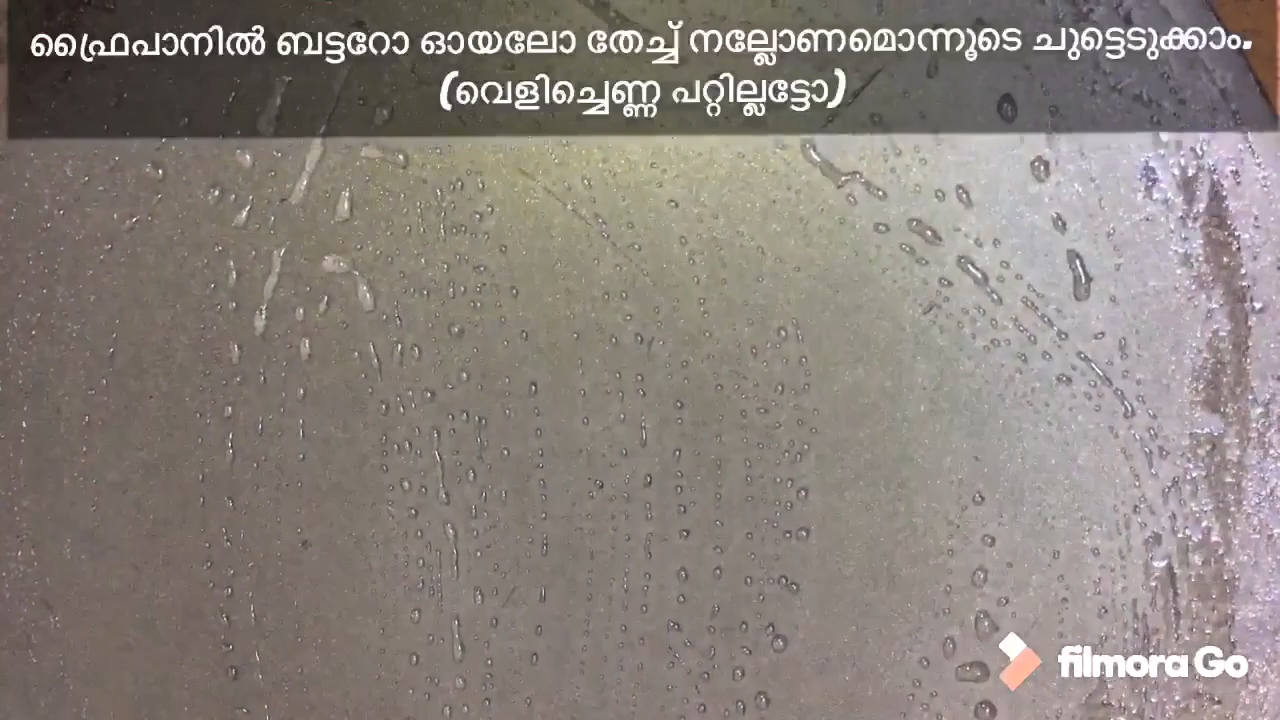 ഫ്രൈപാനിൽ ബട്ടറോ ഓയലോ തേച്ച് നല്ലോണമൊന്നൂടെ ചുട്ടെടുക്കാം.
(വെളിച്ചെണ്ണ പറ്റില്ലട്ടോ)
filmora Go